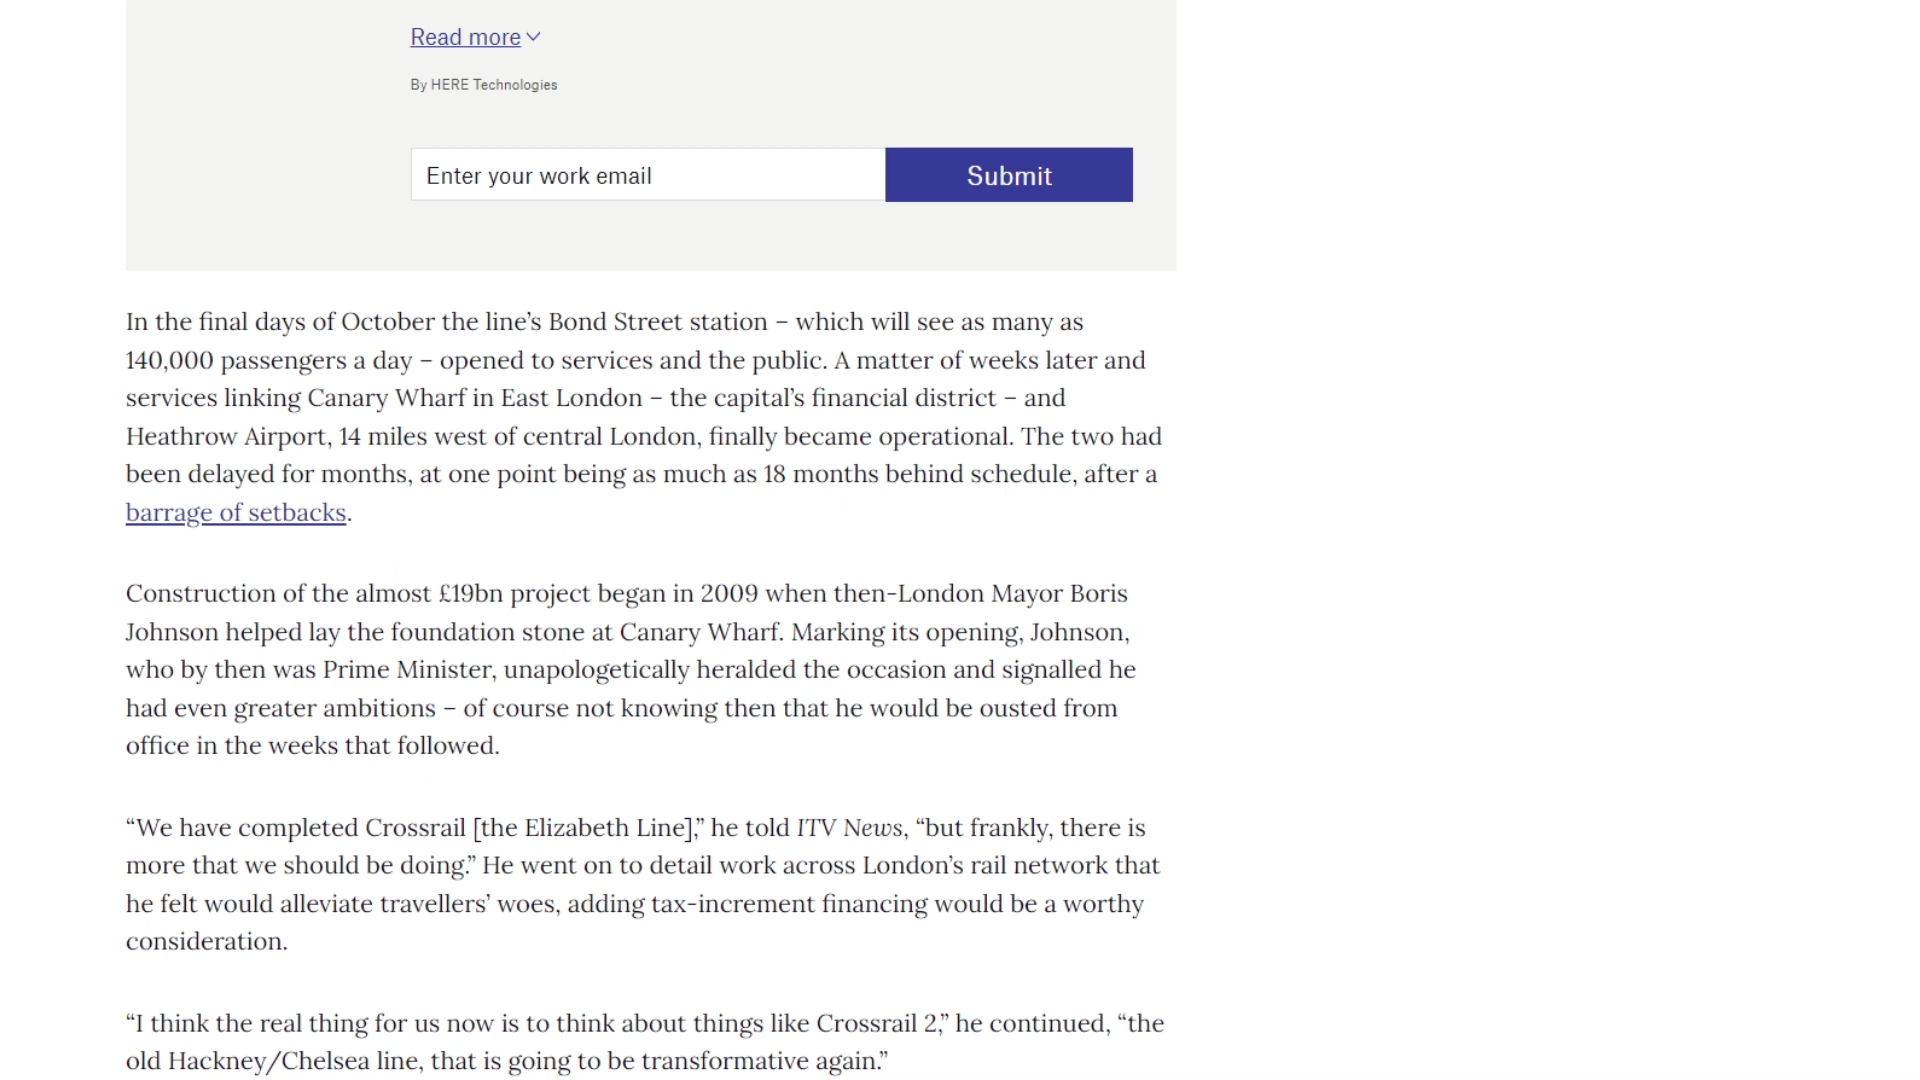 Read more
By HERE Technologies
Enter your work email
Submit
In the final days of October the line’s Bond Street station – which will see as many as
140,000 passengers a day – opened to services and the public. A matter of weeks later and
services linking Canary Wharf in East London – the capital’s financial district – and
Heathrow Airport, 14 miles west of central London, finally became operational. The two had
been delayed for months, at one point being as much as 18 months behind schedule, after a
barrage of setbacks.
Construction of the almost £19bn project began in 2009 when then-London Mayor Boris
Johnson helped lay the foundation stone at Canary Wharf. Marking its opening, Johnson,
who by then was Prime Minister, unapologetically heralded the occasion and signalled he
had even greater ambitions – of course not knowing then that he would be ousted from
office in the weeks that followed.
“We have completed Crossrail [the Elizabeth Line],” he told ITV News, “but frankly, there is
more that we should be doing.” He went on to detail work across London’s rail network that
he felt would alleviate travellers’ woes, adding tax-increment financing would be a worthy
consideration.
“I think the real thing for us now is to think about things like Crossrail 2,” he continued, “the
old Hackney/Chelsea line, that is going to be transformative again.”